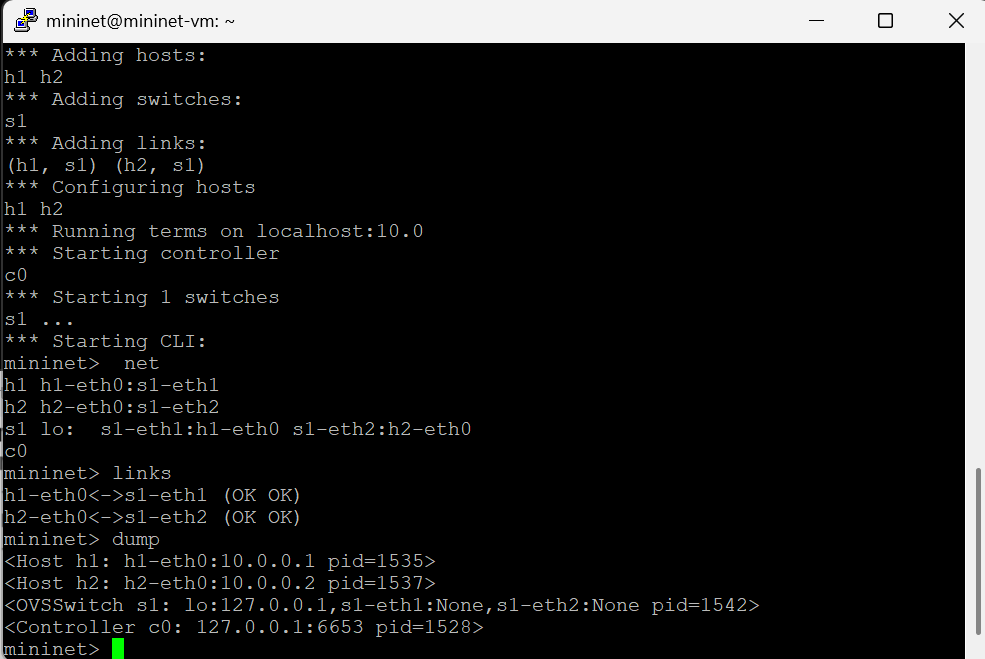 mininet@mininet-vm: ~
*** Adding hosts:
h1 h2
*** Adding switches:
s1
*** Adding links:
(h1, s1) (h2, s1)
*** Configuring hosts
h1 h2
*** Running terms on localhost:10.0
*** Starting controller
c0
*** Starting 1 switches
s1 ...
*** Starting CLI:
mininet>  net
h1 h1-eth0:s1-eth1
h2 h2-eth0:s1-eth2
s1 lo:  s1-eth1:h1-eth0 s1-eth2:h2-eth0
c0
mininet> links
h1-eth0<->s1-eth1 (OK OK)
h2-eth0<->s1-eth2 (OK OK)
mininet> dump
<Host h1: h1-eth0:10.0.0.1 pid=1535>
<Host h2: h2-eth0:10.0.0.2 pid=1537>
<OVSSwitch s1: lo:127.0.0.1,s1-eth1:None,s1-eth2:None pid=1542>
<Controller c0: 127.0.0.1:6653 pid=1528>
mininet>